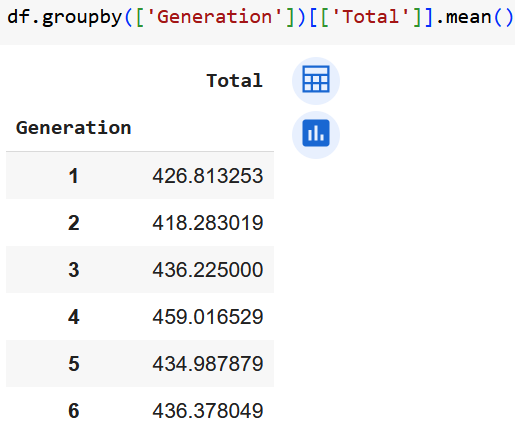 df.groupby(['Generation'])[['Total']].mean()
Total
Generation
1 426.813253
2 418.283019
3 436.225000
4 459.016529
5 434.987879
6 436.378049